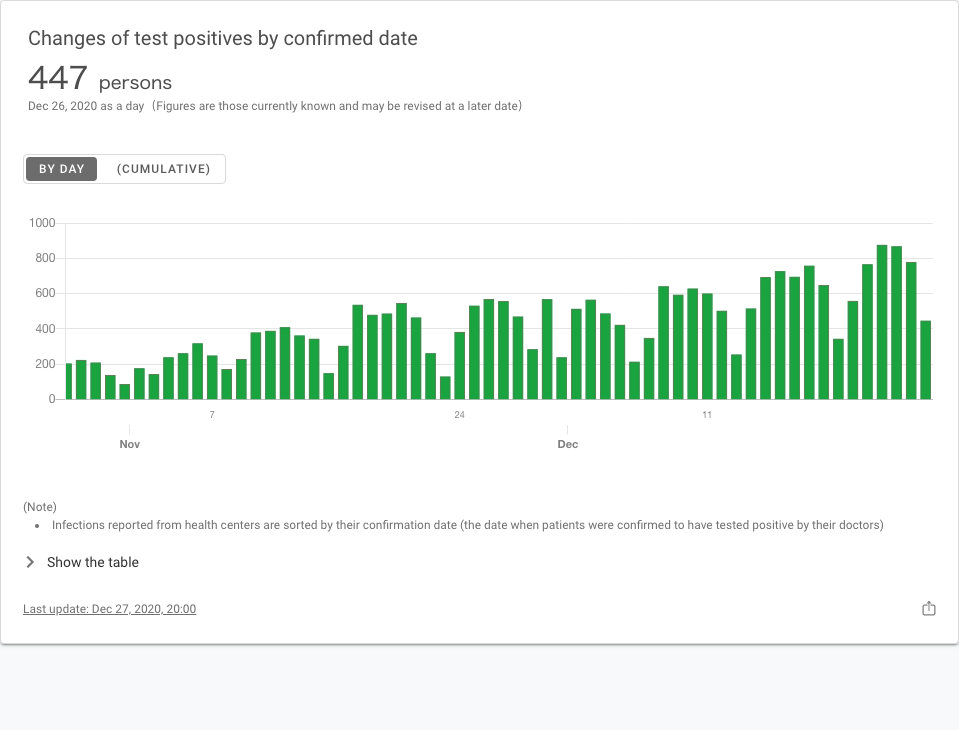 Changes of test positives by confirmed date
447 persons
Dec 26, 2020 as a day (Figures are those currently known and may be revised at a later date)
BY DAY (CUMULATIVE)
1000
800
600
400
200
0
7 24 11
Nov Dec
(Note)
• Infections reported from health centers are sorted by their confirmation date (the date when patients were confirmed to have tested positive by their doctors)
Show the table
Last update: Dec 27, 2020, 20:00